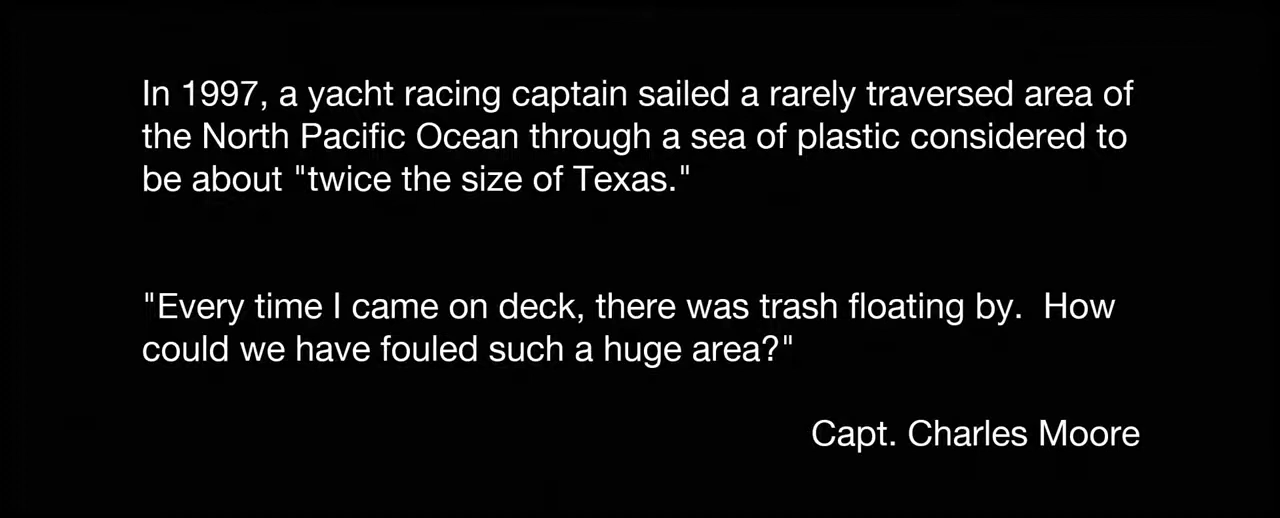 In 1997, a yacht racing captain sailed a rarely traversed area of
the North Pacific Ocean through a sea of plastic considered to
be about "twice the size of Texas."
"Every time I came on deck, there was trash floating by.  How
could we have fouled such a huge area?"
Capt. Charles Moore